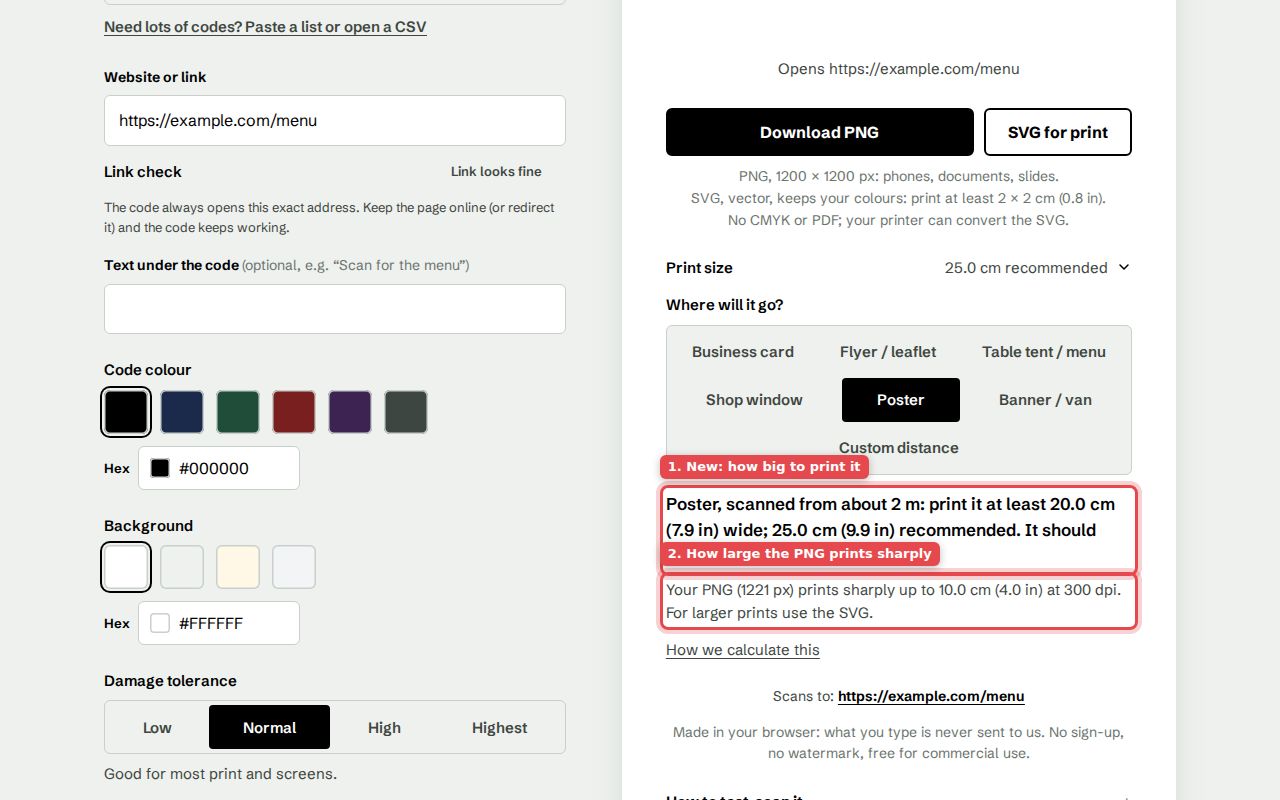 Need lots of codes? Paste a list or open a CSV
Website or link
https://example.com/menu
Link check
Link looks fine
The code always opens this exact address. Keep the page online (or redirect
it) and the code keeps working.
Text under the code (optional, e.g. “Scan for the menu”)
Code colour
Hex
#000000
Background
Hex
#FFFFFF
Damage tolerance
Low
Normal
High
Highest
Good for most print and screens.
Opens https://example.com/menu
Download PNG
SVG for print
PNG, 1200 × 1200 px: phones, documents, slides.
SVG, vector, keeps your colours: print at least 2 × 2 cm (0.8 in).
No CMYK or PDF; your printer can convert the SVG.
Print size
25.0 cm recommended
Where will it go?
Business card
Flyer / leaflet
Table tent / menu
Shop window
Poster
Banner / van
Custom distance
1. New: how big to print it
Poster, scanned from about 2 m: print it at least 20.0 cm
(7.9 in) wide; 25.0 cm (9.9 in) recommended. It should
2. How large the PNG prints sharply
Your PNG (1221 px) prints sharply up to 10.0 cm (4.0 in) at 300 dpi.
For larger prints use the SVG.
How we calculate this
Scans to: https://example.com/menu
Made in your browser: what you type is never sent to us. No sign-up,
no watermark, free for commercial use.